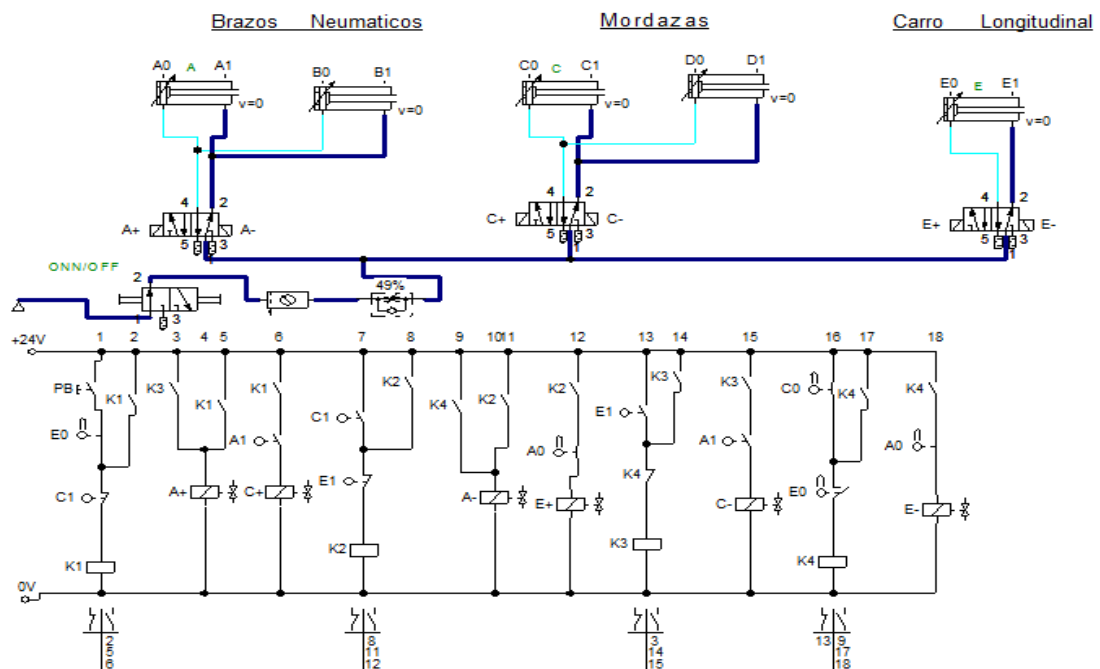 Brazos Neumaticos Mordazas Carro Longitudinal
A0 A A1 B0 B1 C0 C C1 D0 D1 E0 E E1
v=0 v=0 v=0 v=0 v=0
4 2 4 2 4 2
A+ A- C+ C- E+ E-
5 3 5 3 5 3
1 1
ONN/OFF
2 49%
1 3
+24V 1 2 3 4 5 6 7 8 9 10 11 12 13 14 15 16 17 18
PB K1 K3 K1 K1 K2 K4 K2 K2 K3 K3 C0 K4 K4
E0 A1 C1 A0 E1 A1 A0
C1 A+ C+ E1 A- E+ K4 C- E0 E-
K1 K2 K3 K4
0V
2 8 3 13 9
5 11 14 17
6 12 15 18